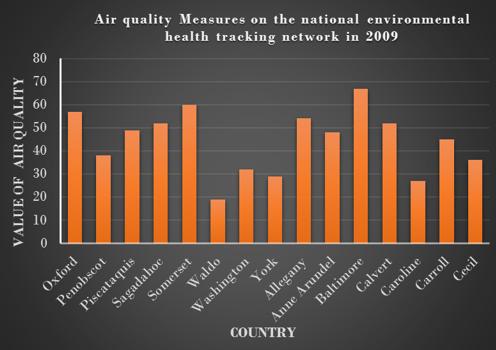 Air quality Measures on the national environmental
health tracking network in 2009
VALUE OF AIR QUALITY
80
70
60
50
40
30
20
10
0
Oxford
Penobscot
Piscataquis
Sagadahoc
Somerset
Waldo
Washington
York
Allegany
Anne Arundel
Baltimore
Calvert
Caroline
Carroll
Cecil
COUNTRY